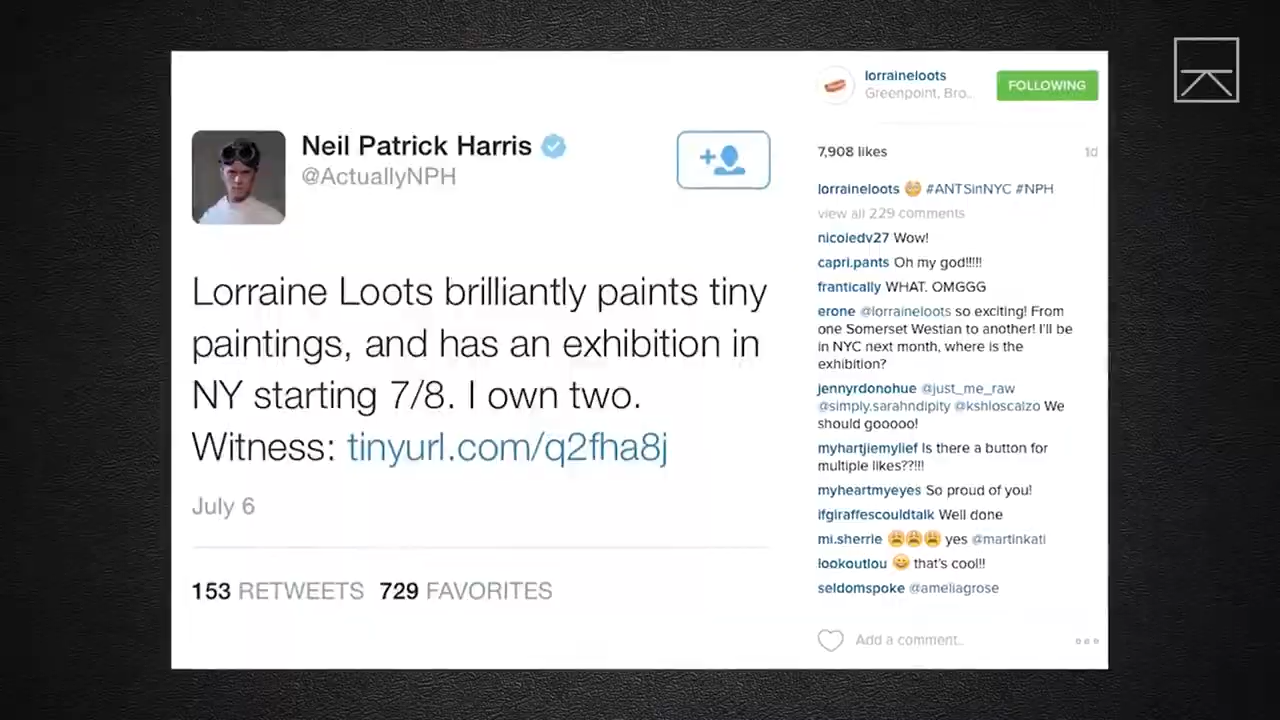 Neil Patrick Harris
@ActuallyNPH
Lorraine Loots brilliantly paints tiny
paintings, and has an exhibition in
NY starting 7/8. I own two.
Witness: tinyurl.com/q2fha8j
July 6
153 RETWEETS 729 FAVORITES
lorraineloots
Greenpoint, Bro...
FOLLOWING
7,908 likes 1d
lorraineloots 😁 #ANTSinNYC #NPH
view all 229 comments
nicoledv27 Wow!
capri.pants Oh my god!!!!!
frantically WHAT. OMGGG
erone @lorraineloots so exciting! From
one Somerset Westian to another! I'll be
in NYC next month, where is the
exhibition?
jennyrdonohue @just_me_raw
@simply.sarahndipity @kshloscalzo We
should gooooo!
myhartjiemylief Is there a button for
multiple likes??!!!
myheartmyeyes So proud of you!
ifgiraffescouldtalk Well done
mi.sherrie 😩😩😩 yes @martinkati
lookoutlou 😄 that's cool!!
seldomspoke @ameliagrose
Add a comment...